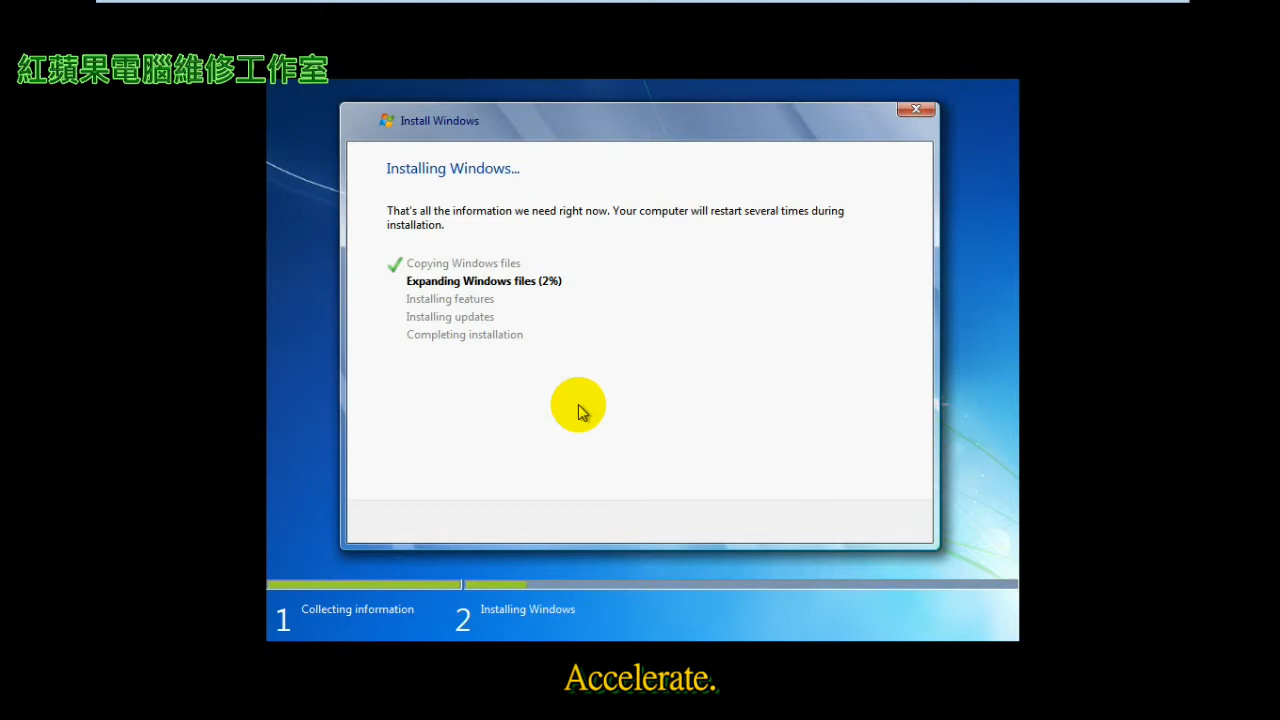 紅蘋果電腦維修工作室
Install Windows
Installing Windows...
That's all the information we need right now. Your computer will restart several times during
installation.
Copying Windows files
Expanding Windows files (2%)
Installing features
Installing updates
Completing installation
1 Collecting information
2 Installing Windows
Accelerate.